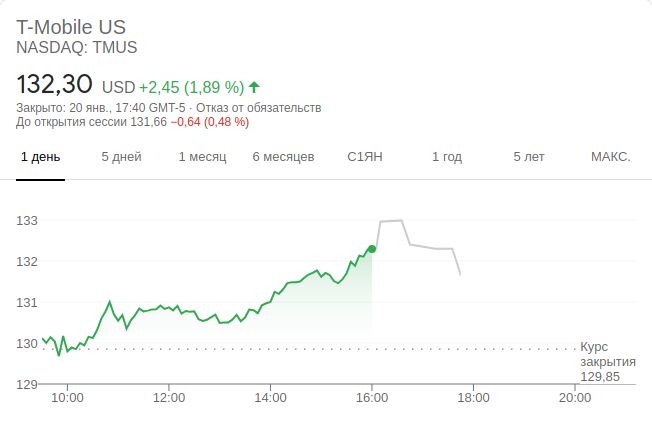 T-Mobile US
NASDAQ: TMUS
132,30 USD +2,45 (1,89 %)
Закрыто: 20 янв., 17:40 GMT-5 · Отказ от обязательств
До открытия сессии 131,66 −0,64 (0,48 %)
1 день 5 дней 1 месяц 6 месяцев С1ЯН 1 год 5 лет МАКС.
133
132
131
130
Курс
закрытия
129,85
129
10:00 12:00 14:00 16:00 18:00 20:00